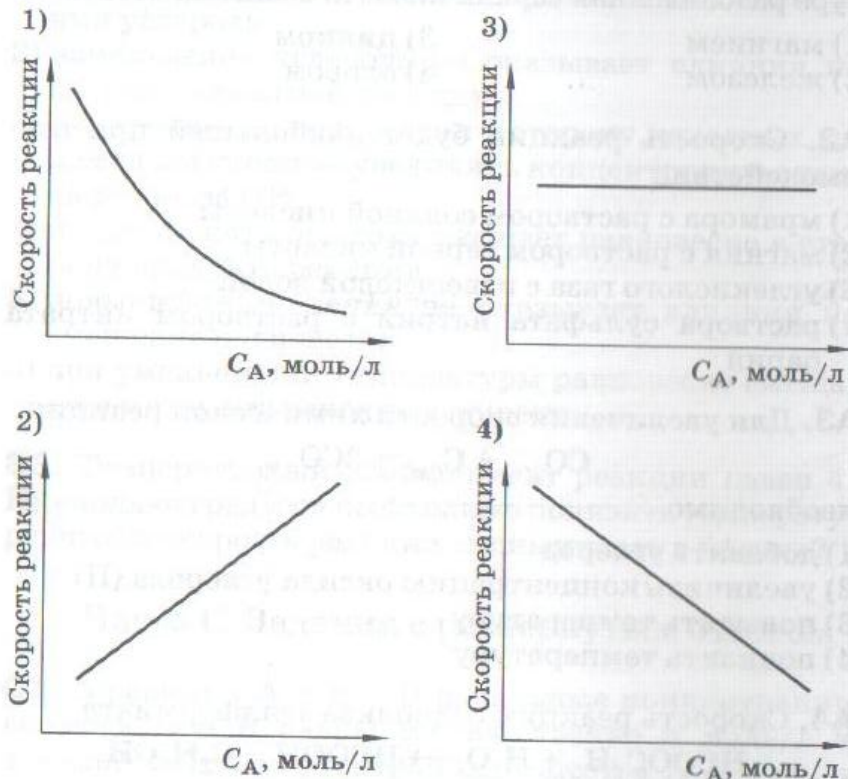 1)
Скорость реакции
C_A, моль/л
3)
Скорость реакции
C_A, моль/л
2)
Скорость реакции
C_A, моль/л
4)
Скорость реакции
C_A, моль/л